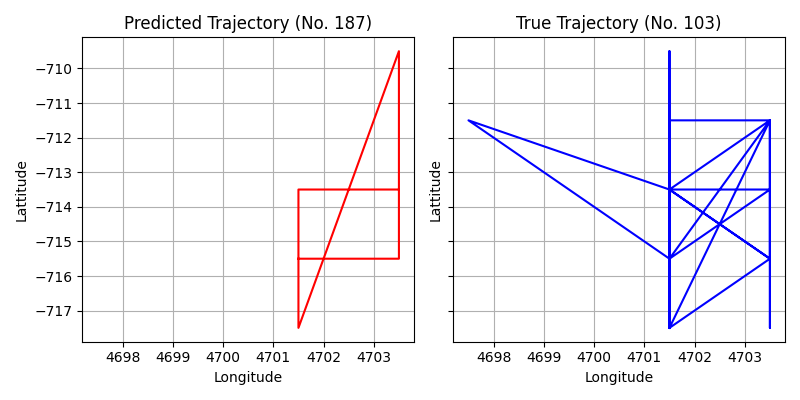 Predicted Trajectory (No. 187)
True Trajectory (No. 103)
Lattitude
−710
−711
−712
−713
−714
−715
−716
−717
4698 4699 4700 4701 4702 4703
Longitude
Lattitude
4698 4699 4700 4701 4702 4703
Longitude